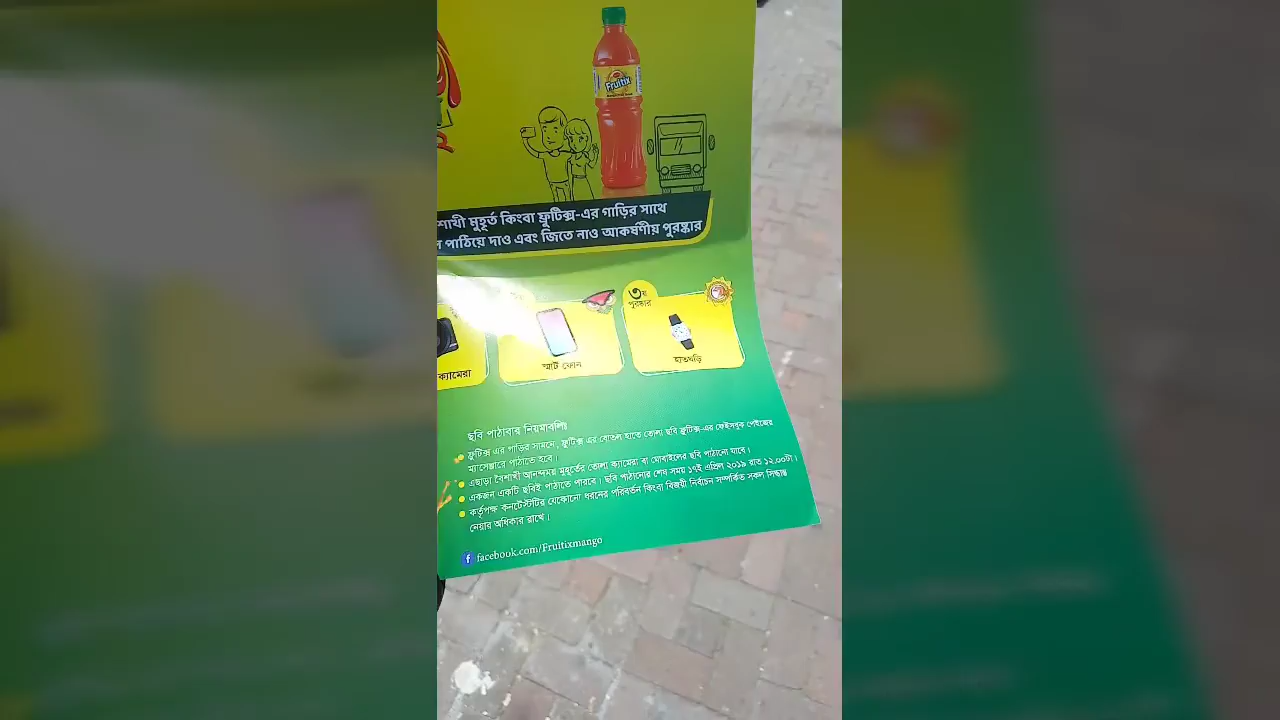 Fruitix
মুহূর্ত কিংবা ফ্রুটিক্স-এর গাড়ির সাথে
পাঠিয়ে দাও এবং জিতে নাও আকর্ষণীয় পুরষ্কার
৩য়
পুরষ্কার
ক্যামেরা
স্মার্ট ফোন
হাতঘড়ি
ছবি পাঠাবার নিয়মাবলিঃ
ফ্রুটিক্স এর গাড়ির সামনে, ফ্রুটিক্স এর বোতল হাতে তোলা ছবি ফ্রুটিক্স-এর ফেইসবুক পেইজের
ম্যাসেঞ্জারে পাঠাতে হবে।
এছাড়া বৈশাখী আনন্দময় মুহূর্তের তোলা ক্যামেরা বা মোবাইলের ছবি পাঠানো যাবে।
একজন একটি ছবিই পাঠাতে পারবে। ছবি পাঠানোর শেষ সময় ১৭ই এপ্রিল ২০১৯ রাত ১২.০০টা।
কর্তৃপক্ষ কনটেস্টটির যেকোনো ধরনের পরিবর্তন কিংবা বিজয়ী নির্বাচন সম্পর্কিত সকল সিদ্ধান্ত
নেয়ার অধিকার রাখে।
facebook.com/Fruitixmango